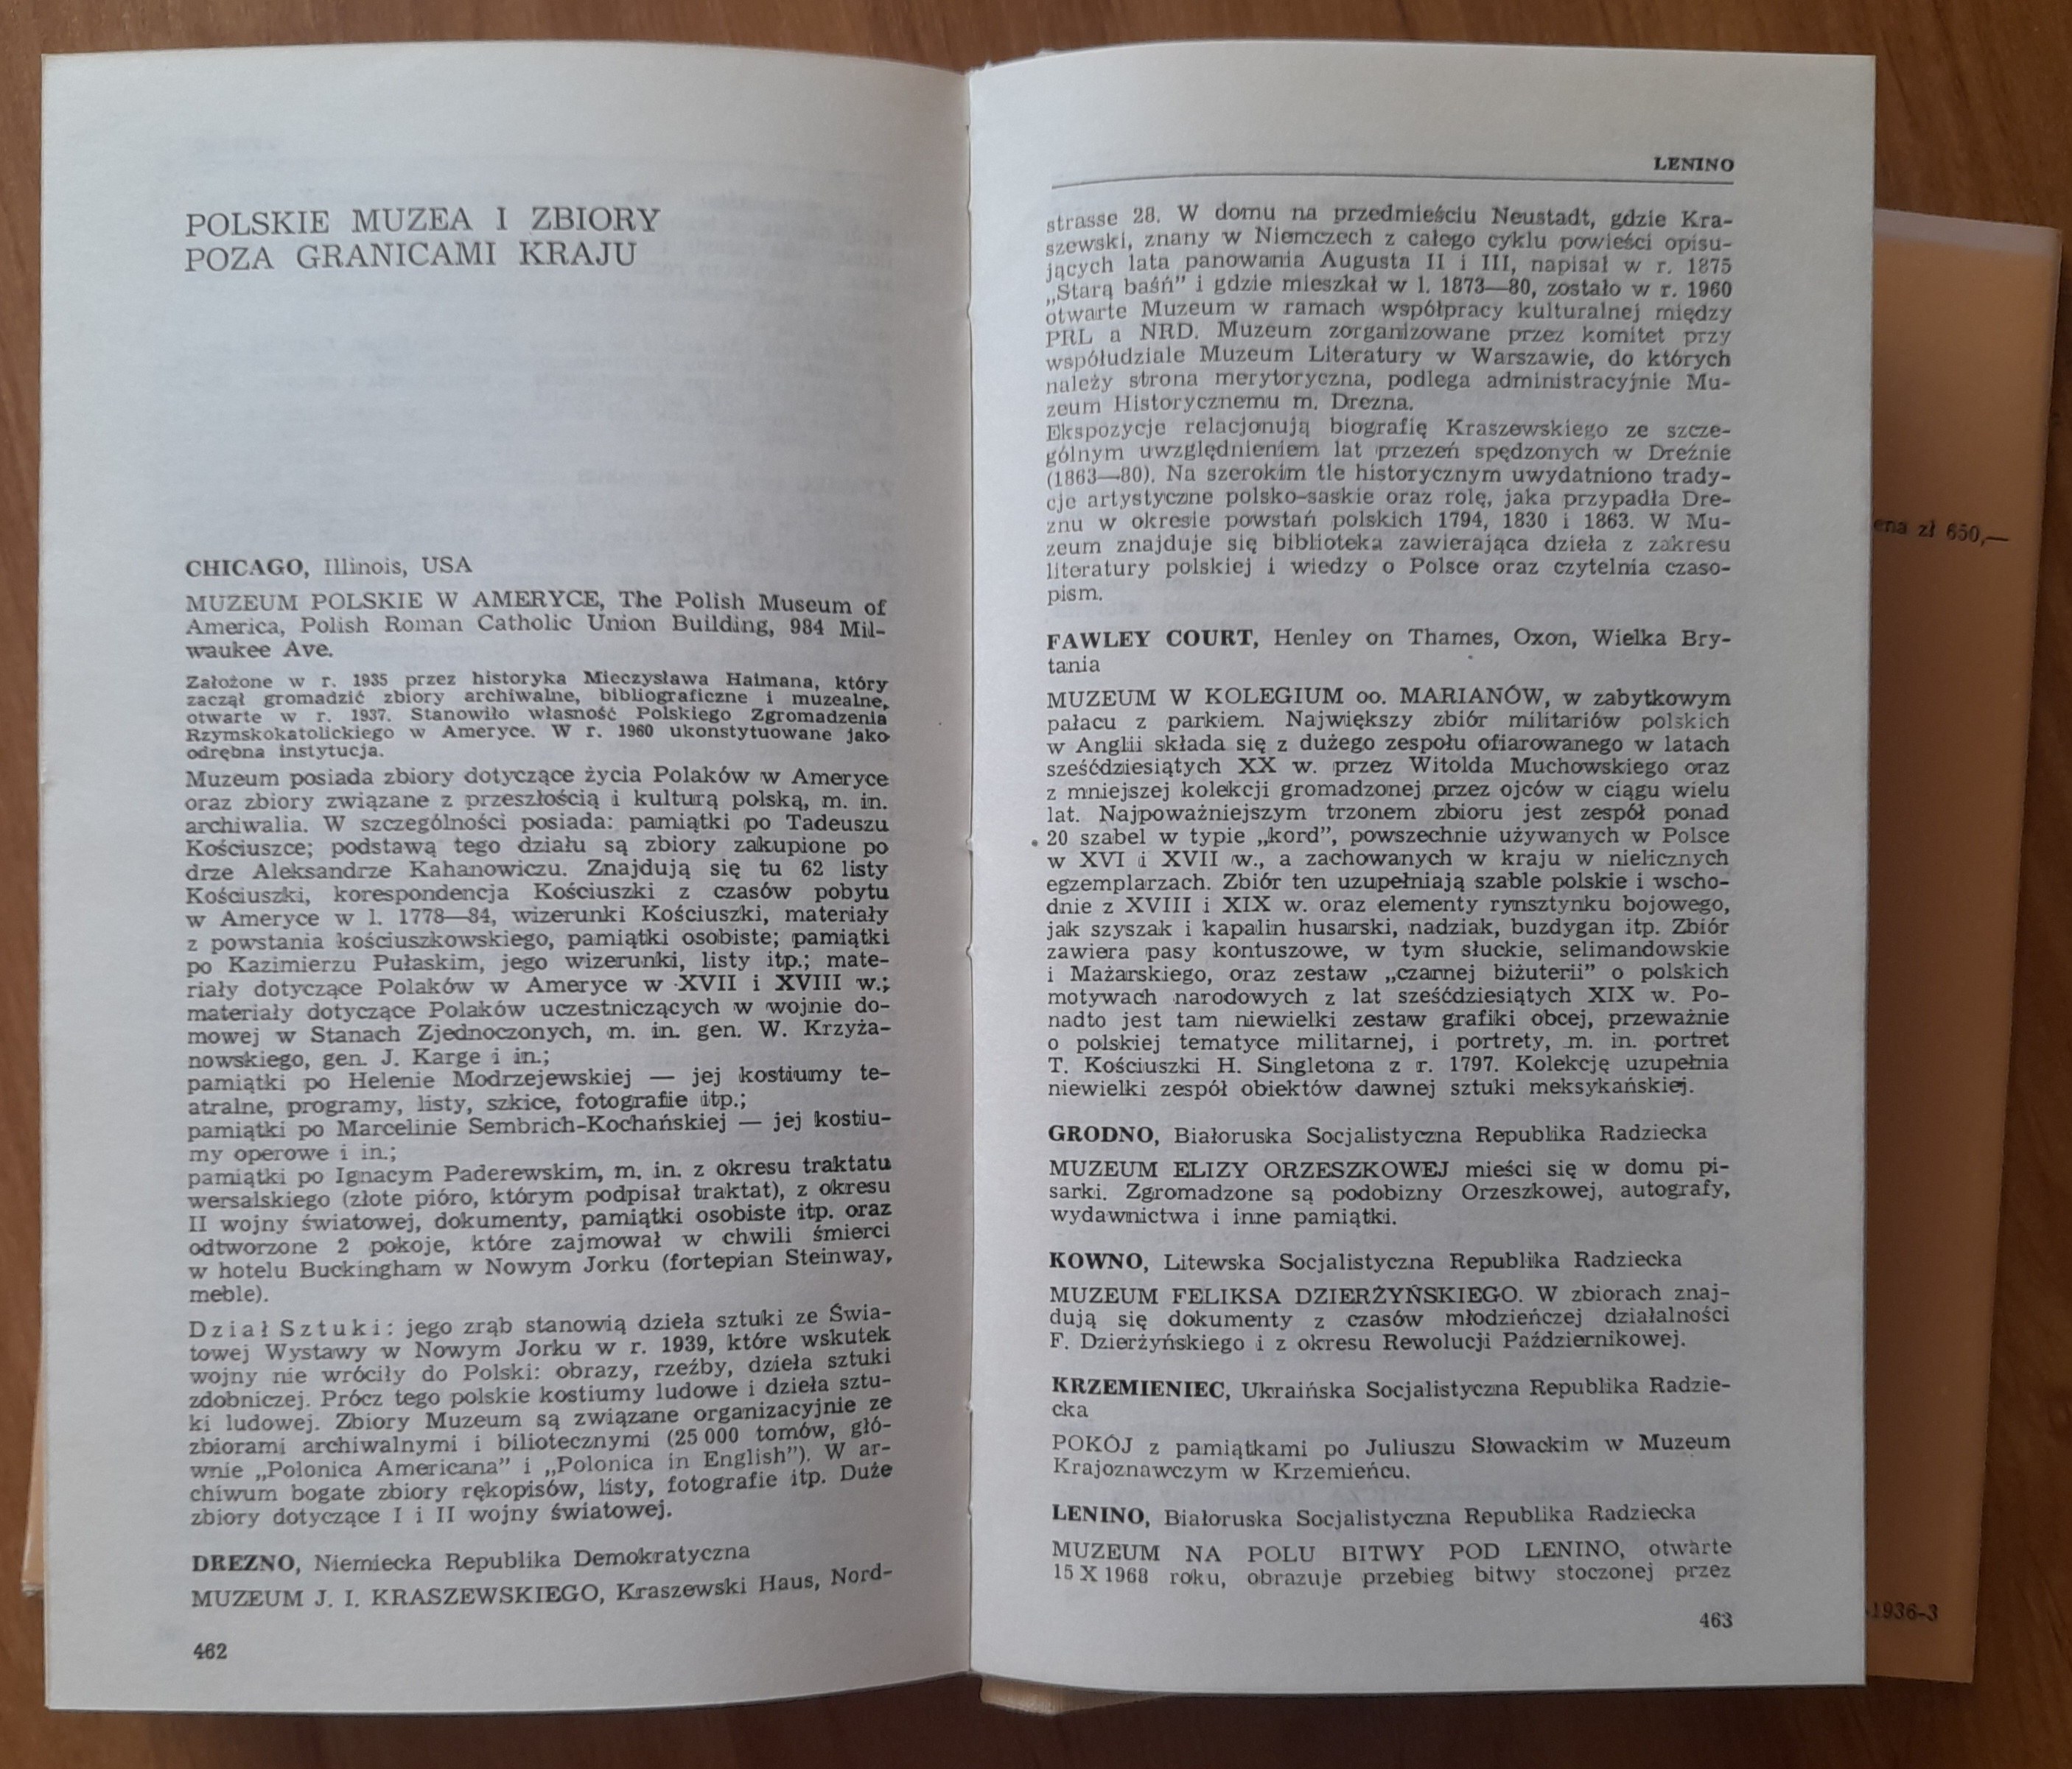 POLSKIE MUZEA I ZBIORY
POZA GRANICAMI KRAJU
CHICAGO, Illinois, USA
MUZEUM POLSKIE W AMERYCE, The Polish Museum of
America, Polish Roman Catholic Union Building, 984 Mil-
waukee Ave.
Założone w r. 1935 przez historyka Mieczysława Haimana, który
zaczął gromadzić zbiory archiwalne, bibliograficzne i muzealne,
otwarte w r. 1937. Stanowiło własność Polskiego Zgromadzenia
Rzymskokatolickiego w Ameryce. W r. 1960 ukonstytuowane jako
odrębna instytucja.
Muzeum posiada zbiory dotyczące życia Polaków w Ameryce
oraz zbiory związane z przeszłością i kulturą polską, m. in.
archiwalia. W szczególności posiada: pamiątki po Tadeuszu
Kościuszce; podstawą tego działu są zbiory zakupione po
drze Aleksandrze Kahanowiczu. Znajdują się tu 62 listy
Kościuszki, korespondencja Kościuszki z czasów pobytu
w Ameryce w l. 1778—84, wizerunki Kościuszki, materiały
z powstania kościuszkowskiego, pamiątki osobiste; pamiątki
po Kazimierzu Pułaskim, jego wizerunki, listy itp.; mate-
riały dotyczące Polaków w Ameryce w XVII i XVIII w.;
materiały dotyczące Polaków uczestniczących w wojnie do-
mowej w Stanach Zjednoczonych, m. in. gen. W. Krzyża-
nowskiego, gen. J. Karge i in.;
pamiątki po Helenie Modrzejewskiej — jej kostiumy te-
atralne, programy, listy, szkice, fotografie itp.;
pamiątki po Marcelinie Sembrich-Kochańskiej — jej kostiu-
my operowe i in.;
pamiątki po Ignacym Paderewskim, m. in. z okresu traktatu
wersalskiego (złote pióro, którym podpisał traktat), z okresu
II wojny światowej, dokumenty, pamiątki osobiste itp. oraz
odtworzone 2 pokoje, które zajmował w chwili śmierci
w hotelu Buckingham w Nowym Jorku (fortepian Steinway,
meble).
Dział Sztuki: jego zrąb stanowią dzieła sztuki ze Świa-
towej Wystawy w Nowym Jorku w r. 1939, które wskutek
wojny nie wróciły do Polski: obrazy, rzeźby, dzieła sztuki
zdobniczej. Prócz tego polskie kostiumy ludowe i dzieła sztu-
ki ludowej. Zbiory Muzeum są związane organizacyjnie ze
zbiorami archiwalnymi i biliotecznymi (25 000 tomów, głó-
wnie „Polonica Americana” i „Polonica in English”). W ar-
chiwum bogate zbiory rękopisów, listy, fotografie itp. Duże
zbiory dotyczące I i II wojny światowej.
DREZNO, Niemiecka Republika Demokratyczna
MUZEUM J. I. KRASZEWSKIEGO, Kraszewski Haus, Nord-
462
LENINO
strasse 28. W domu na przedmieściu Neustadt, gdzie Kra-
szewski, znany w Niemczech z całego cyklu powieści opisu-
jących lata panowania Augusta II i III, napisał w r. 1875
„Starą baśń” i gdzie mieszkał w l. 1873—80, zostało w r. 1960
otwarte Muzeum w ramach współpracy kulturalnej między
PRL a NRD. Muzeum zorganizowane przez komitet przy
współudziale Muzeum Literatury w Warszawie, do których
należy strona merytoryczna, podlega administracyjnie Mu-
zeum Historycznemu m. Drezna.
Ekspozycje relacjonują biografię Kraszewskiego ze szcze-
gólnym uwzględnieniem lat przezeń spędzonych w Dreźnie
(1863—80). Na szerokim tle historycznym uwydatniono trady-
cje artystyczne polsko-saskie oraz rolę, jaka przypadła Dre-
znu w okresie powstań polskich 1794, 1830 i 1863. W Mu-
zeum znajduje się biblioteka zawierająca dzieła z zakresu
literatury polskiej i wiedzy o Polsce oraz czytelnia czaso-
pism.
FAWLEY COURT, Henley on Thames, Oxon, Wielka Bry-
tania
MUZEUM W KOLEGIUM oo. MARIANÓW, w zabytkowym
pałacu z parkiem. Największy zbiór militariów polskich
w Anglii składa się z dużego zespołu ofiarowanego w latach
sześćdziesiątych XX w. przez Witolda Muchowskiego oraz
z mniejszej kolekcji gromadzonej przez ojców w ciągu wielu
lat. Najpoważniejszym trzonem zbioru jest zespół ponad
20 szabel w typie „kord”, powszechnie używanych w Polsce
w XVI i XVII w., a zachowanych w kraju w nielicznych
egzemplarzach. Zbiór ten uzupełniają szable polskie i wscho-
dnie z XVIII i XIX w. oraz elementy rynsztynku bojowego,
jak szyszak i kapalin husarski, nadziak, buzdygan itp. Zbiór
zawiera pasy kontuszowe, w tym słuckie, selimandowskie
i Mażarskiego, oraz zestaw „czarnej biżuterii” o polskich
motywach narodowych z lat sześćdziesiątych XIX w. Po-
nadto jest tam niewielki zestaw grafiki obcej, przeważnie
o polskiej tematyce militarnej, i portrety, m. in. portret
T. Kościuszki H. Singletona z r. 1797. Kolekcję uzupełnia
niewielki zespół obiektów dawnej sztuki meksykańskiej.
GRODNO, Białoruska Socjalistyczna Republika Radziecka
MUZEUM ELIZY ORZESZKOWEJ mieści się w domu pi-
sarki. Zgromadzone są podobizny Orzeszkowej, autografy,
wydawnictwa i inne pamiątki.
KOWNO, Litewska Socjalistyczna Republika Radziecka
MUZEUM FELIKSA DZIERŻYŃSKIEGO. W zbiorach znaj-
dują się dokumenty z czasów młodzieńczej działalności
F. Dzierżyńskiego i z okresu Rewolucji Październikowej.
KRZEMIENIEC, Ukraińska Socjalistyczna Republika Radzie-
cka
POKÓJ z pamiątkami po Juliuszu Słowackim w Muzeum
Krajoznawczym w Krzemieńcu.
LENINO, Białoruska Socjalistyczna Republika Radziecka
MUZEUM NA POLU BITWY POD LENINO, otwarte
15 X 1968 roku, obrazuje przebieg bitwy stoczonej przez
463
ena zł 650,—
1936-3